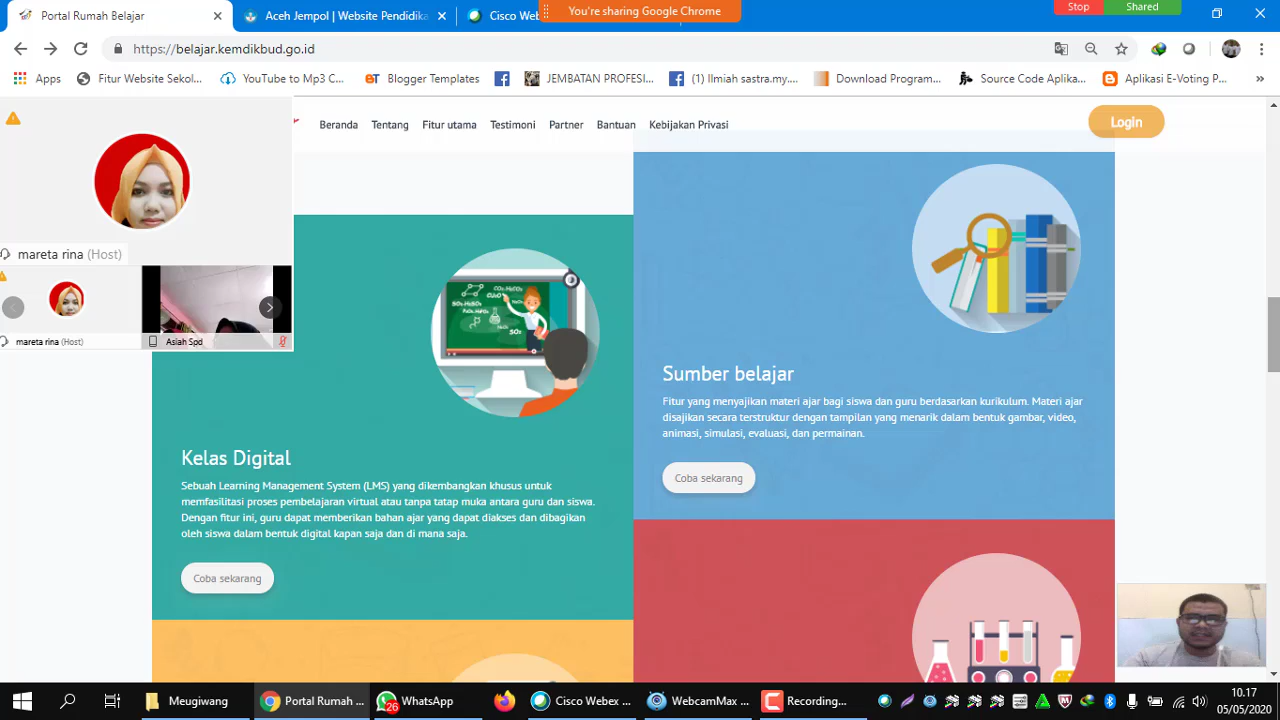 Portal Rumah Belajar
Aceh Jempol | Website Pendidika
Cisco Web
You're sharing Google Chrome
Stop
Shared
https://belajar.kemdikbud.go.id
Apps
Fitur Website Sekol...
YouTube to Mp3 C...
Blogger Templates
JEMBATAN PROFESI...
(1) Ilmiah sastra.my....
Download Program...
Source Code Aplika...
Aplikasi E-Voting P...
Beranda
Tentang
Fitur utama
Testimoni
Partner
Bantuan
Kebijakan Privasi
Login
mareta rina (Host)
mareta rina (Host)
Asiah Spd
Sumber belajar
Fitur yang menyajikan materi ajar bagi siswa dan guru berdasarkan kurikulum. Materi ajar
disajikan secara terstruktur dengan tampilan yang menarik dalam bentuk gambar, video,
animasi, simulasi, evaluasi, dan permainan.
Coba sekarang
Kelas Digital
Sebuah Learning Management System (LMS) yang dikembangkan khusus untuk
memfasilitasi proses pembelajaran virtual atau tanpa tatap muka antara guru dan siswa.
Dengan fitur ini, guru dapat memberikan bahan ajar yang dapat diakses dan dibagikan
oleh siswa dalam bentuk digital kapan saja dan di mana saja.
Coba sekarang
Meugiwang
Portal Rumah ...
26
WhatsApp
Cisco Webex ...
WebcamMax ...
Recording...
10.17
05/05/2020